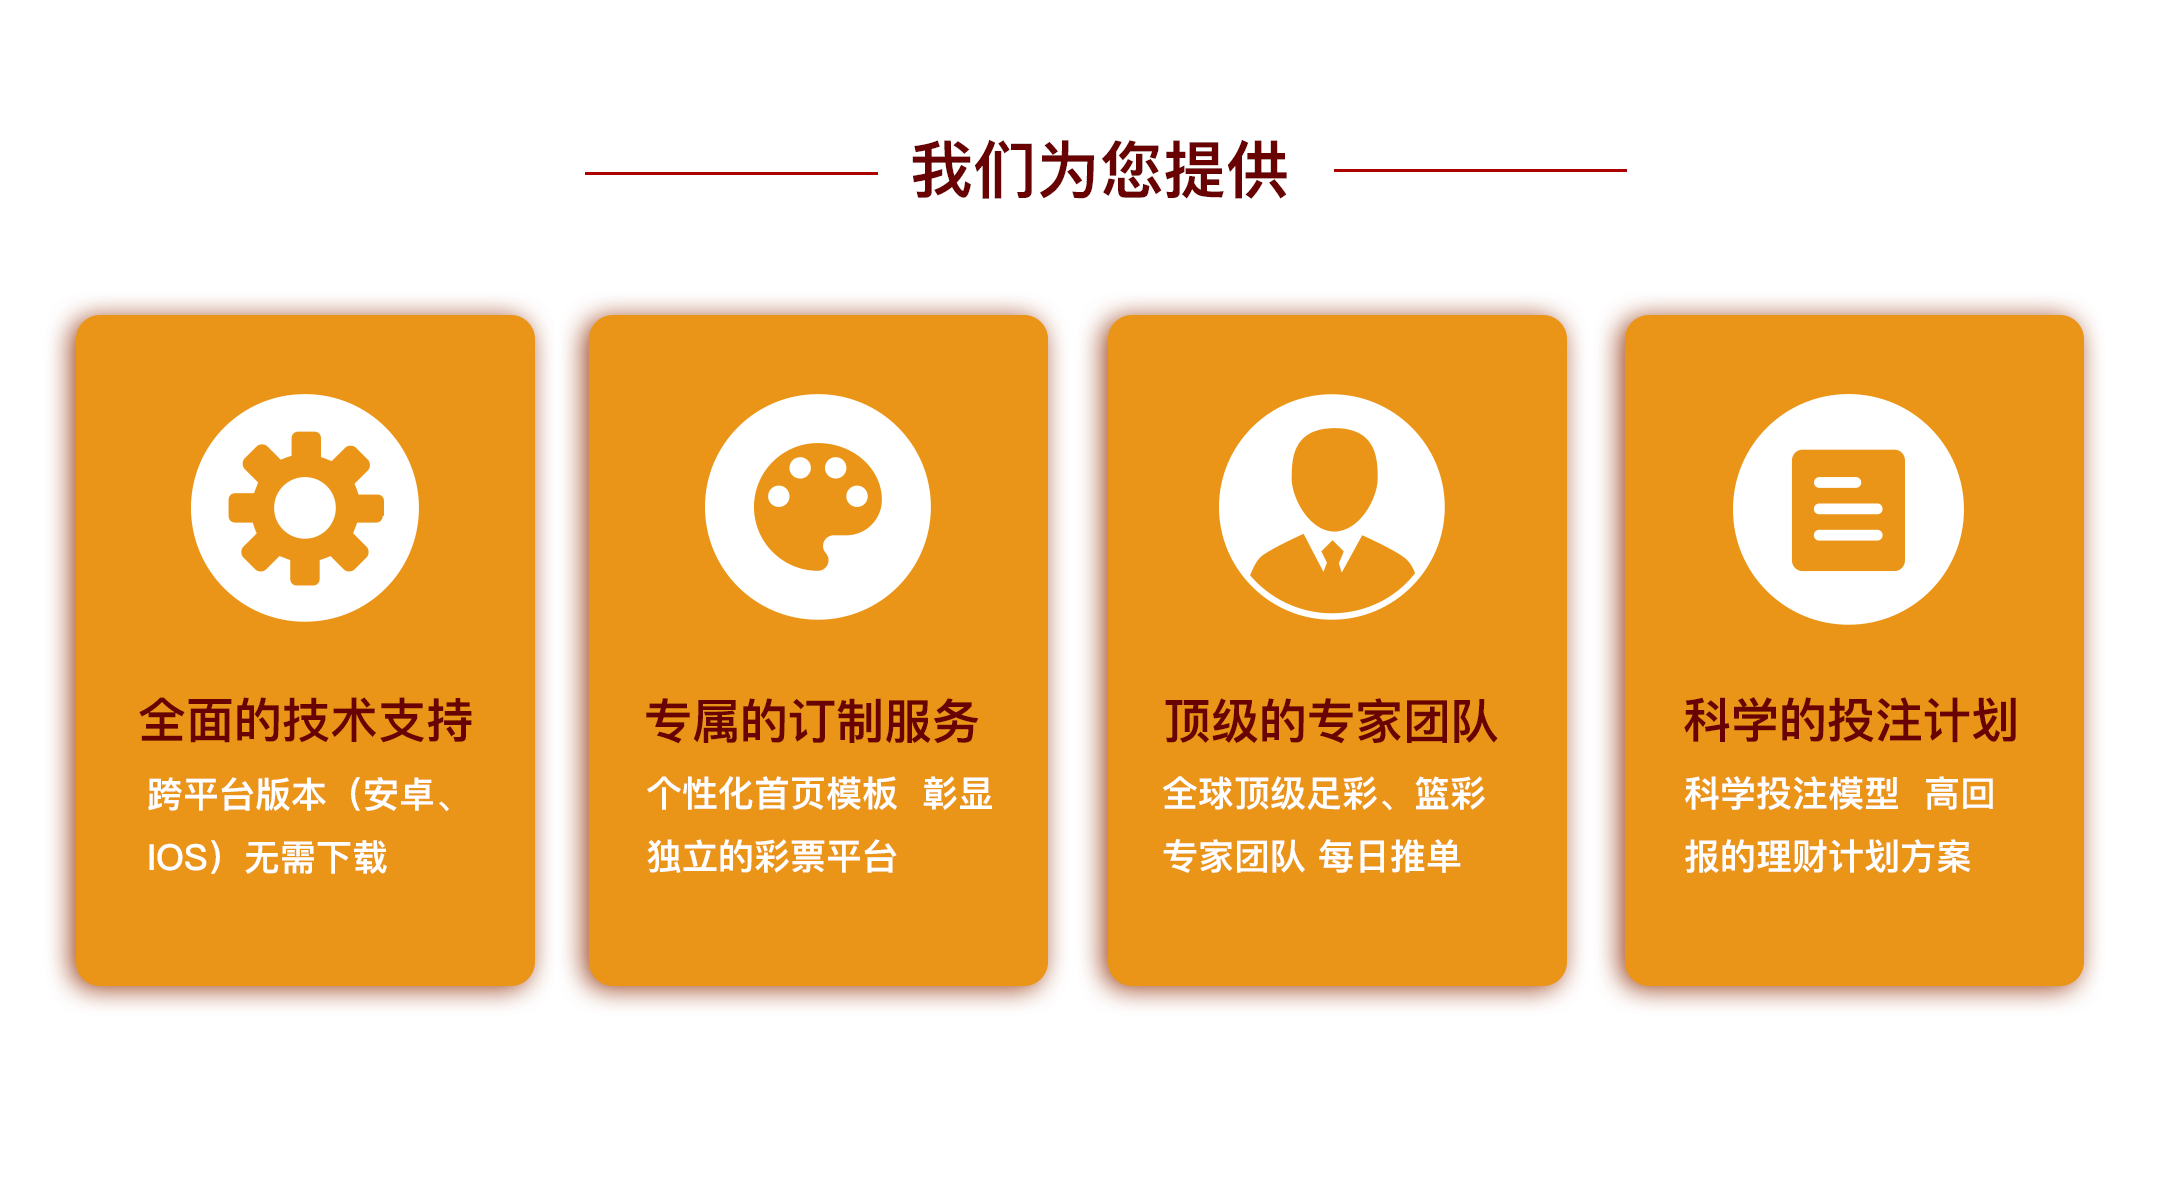 我们为您提供
全面的技术支持
跨平台版本（安卓、
IOS）无需下载
专属的订制服务
个性化首页模板 彰显
独立的彩票平台
顶级的专家团队
全球顶级足彩、篮彩
专家团队 每日推单
科学的投注计划
科学投注模型 高回
报的理财计划方案